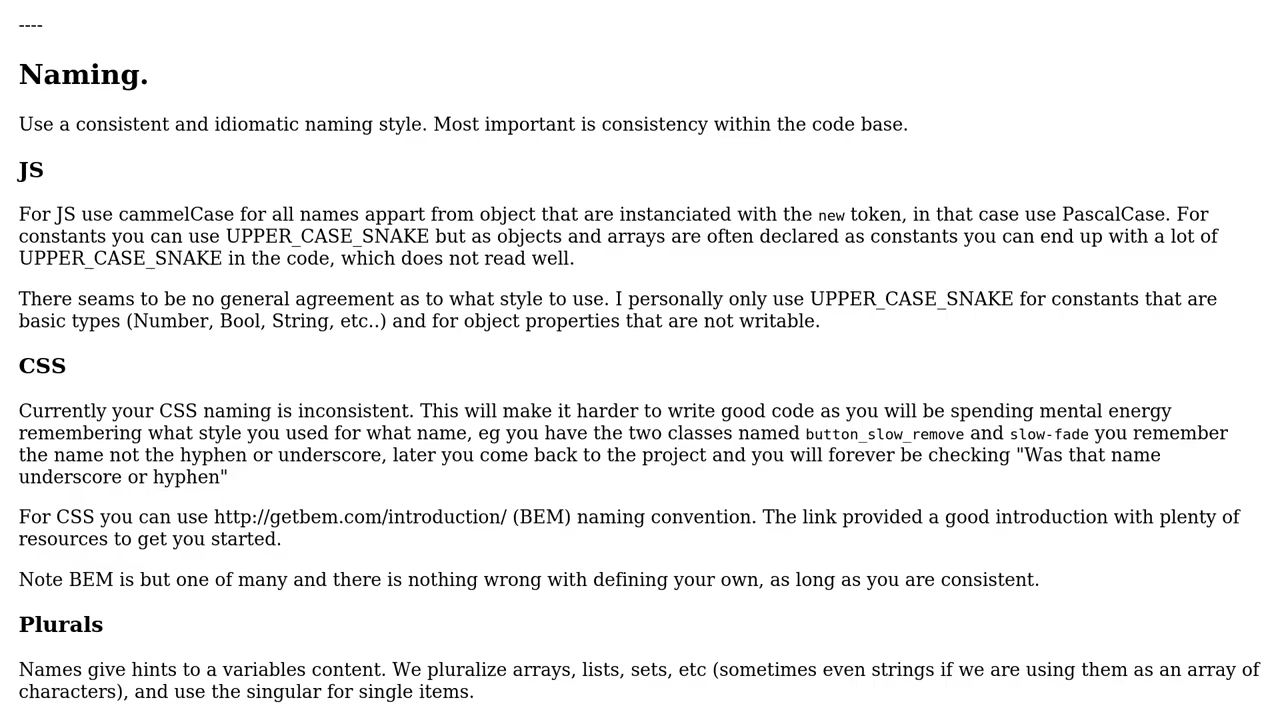 ----
Naming.
Use a consistent and idiomatic naming style. Most important is consistency within the code base.
JS
For JS use cammelCase for all names appart from object that are instanciated with the new token, in that case use PascalCase. For
constants you can use UPPER_CASE_SNAKE but as objects and arrays are often declared as constants you can end up with a lot of
UPPER_CASE_SNAKE in the code, which does not read well.
There seams to be no general agreement as to what style to use. I personally only use UPPER_CASE_SNAKE for constants that are
basic types (Number, Bool, String, etc..) and for object properties that are not writable.
CSS
Currently your CSS naming is inconsistent. This will make it harder to write good code as you will be spending mental energy
remembering what style you used for what name, eg you have the two classes named button_slow_remove and slow-fade you remember
the name not the hyphen or underscore, later you come back to the project and you will forever be checking "Was that name
underscore or hyphen"
For CSS you can use http://getbem.com/introduction/ (BEM) naming convention. The link provided a good introduction with plenty of
resources to get you started.
Note BEM is but one of many and there is nothing wrong with defining your own, as long as you are consistent.
Plurals
Names give hints to a variables content. We pluralize arrays, lists, sets, etc (sometimes even strings if we are using them as an array of
characters), and use the singular for single items.